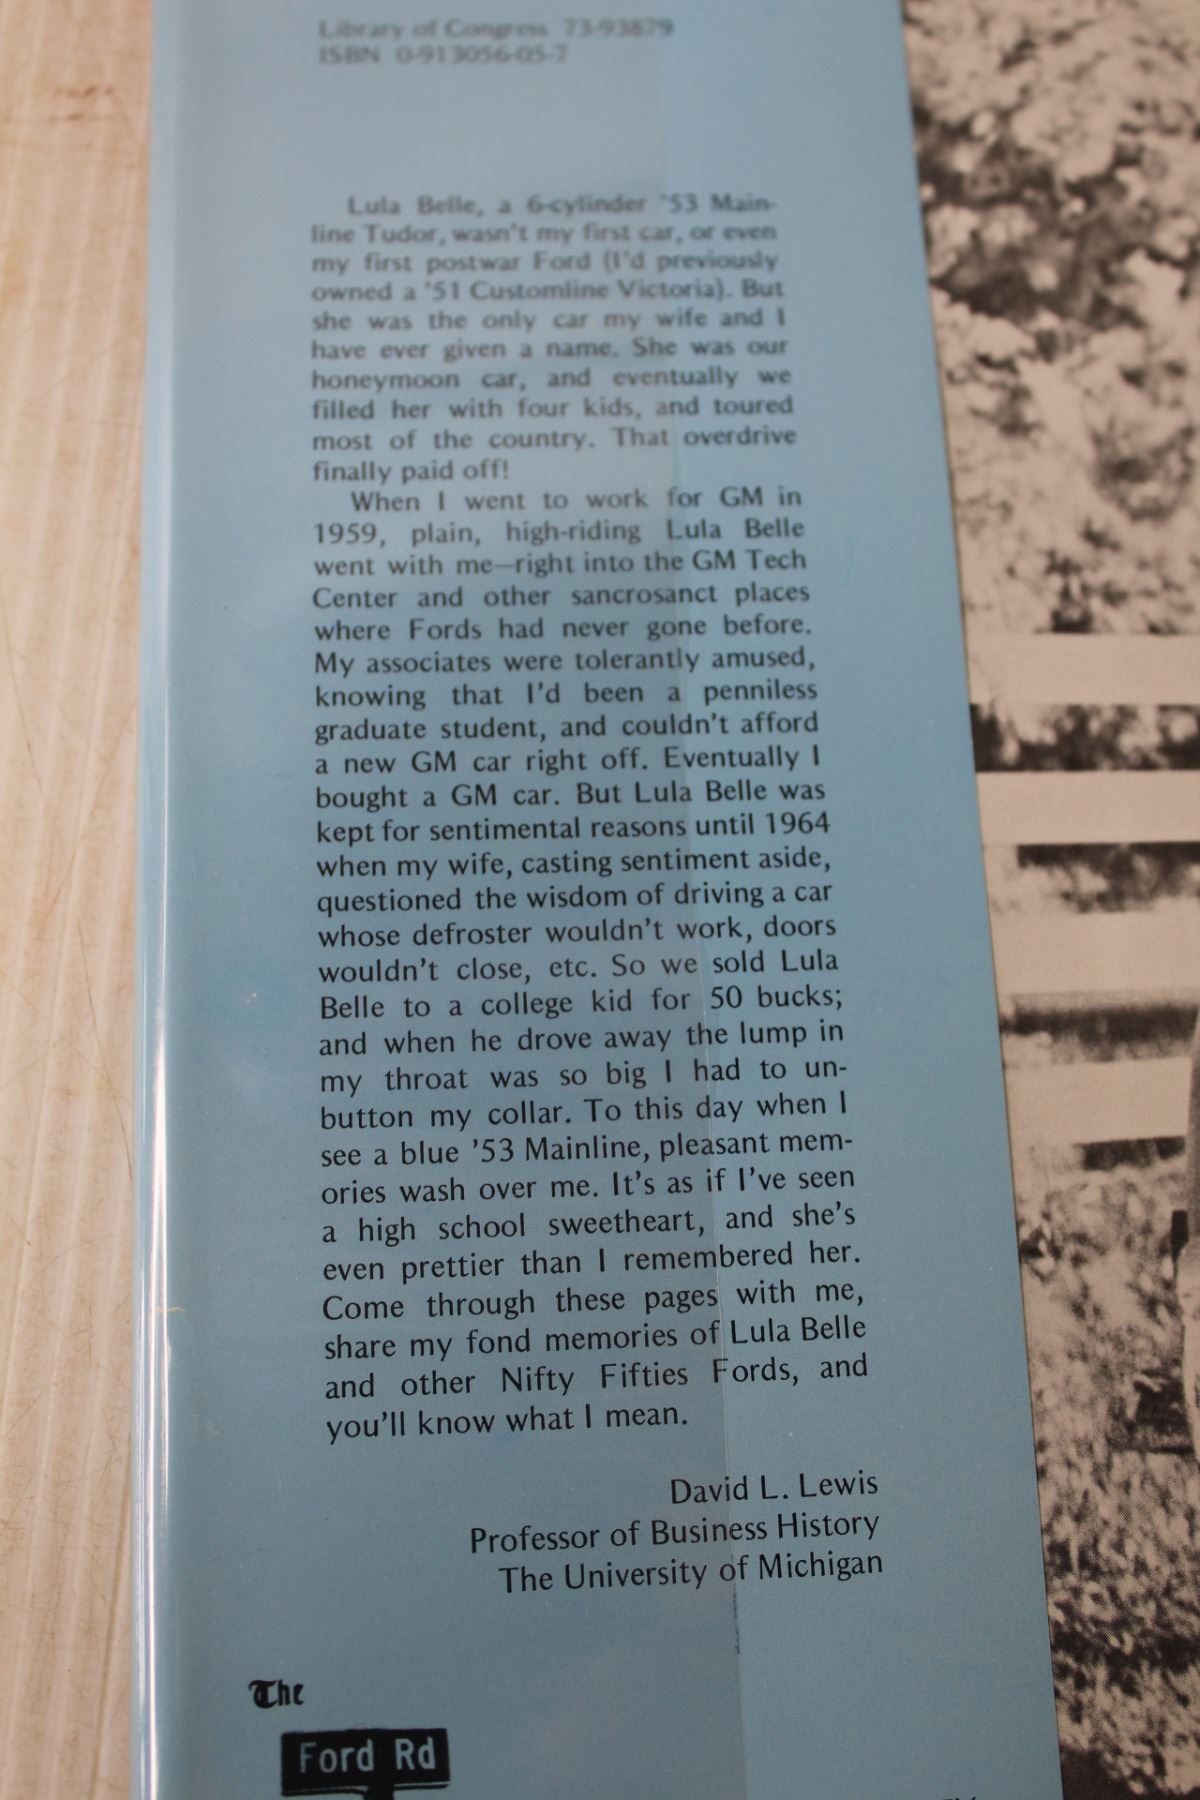 Library of Congress 73-93879
ISBN 0-913056-05-7
Lula Belle, a 6-cylinder '53 Main-
line Tudor, wasn't my first car, or even
my first postwar Ford (I'd previously
owned a '51 Customline Victoria). But
she was the only car my wife and I
have ever given a name. She was our
honeymoon car, and eventually we
filled her with four kids, and toured
most of the country. That overdrive
finally paid off!
When I went to work for GM in
1959, plain, high-riding Lula Belle
went with me—right into the GM Tech
Center and other sancrosanct places
where Fords had never gone before.
My associates were tolerantly amused,
knowing that I'd been a penniless
graduate student, and couldn't afford
a new GM car right off. Eventually I
bought a GM car. But Lula Belle was
kept for sentimental reasons until 1964
when my wife, casting sentiment aside,
questioned the wisdom of driving a car
whose defroster wouldn't work, doors
wouldn't close, etc. So we sold Lula
Belle to a college kid for 50 bucks;
and when he drove away the lump in
my throat was so big I had to un-
button my collar. To this day when I
see a blue '53 Mainline, pleasant mem-
ories wash over me. It's as if I've seen
a high school sweetheart, and she's
even prettier than I remembered her.
Come through these pages with me,
share my fond memories of Lula Belle
and other Nifty Fifties Fords, and
you'll know what I mean.
David L. Lewis
Professor of Business History
The University of Michigan
The
Ford Rd